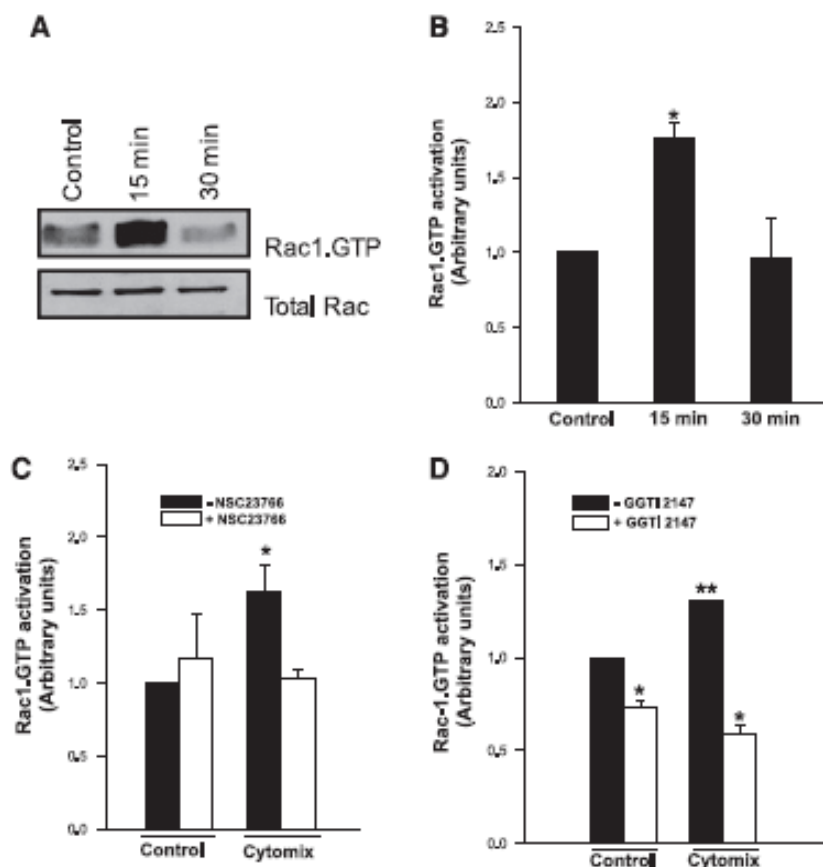 A
Control
15 min
30 min
Rac1.GTP
Total Rac
B
Rac1.GTP activation
(Arbitrary units)
2.5
2.0
1.5
1.0
0.5
0.0
*
Control
15 min
30 min
C
Rac1.GTP activation
(Arbitrary units)
2.5
2.0
1.5
1.0
0.5
0.0
-NSC23766
+ NSC23766
*
Control
Cytomix
D
Rac-1.GTP activation
(Arbitrary units)
2.0
1.5
1.0
0.5
0.0
- GGTI 2147
+ GGTI 2147
*
**
*
Control
Cytomix